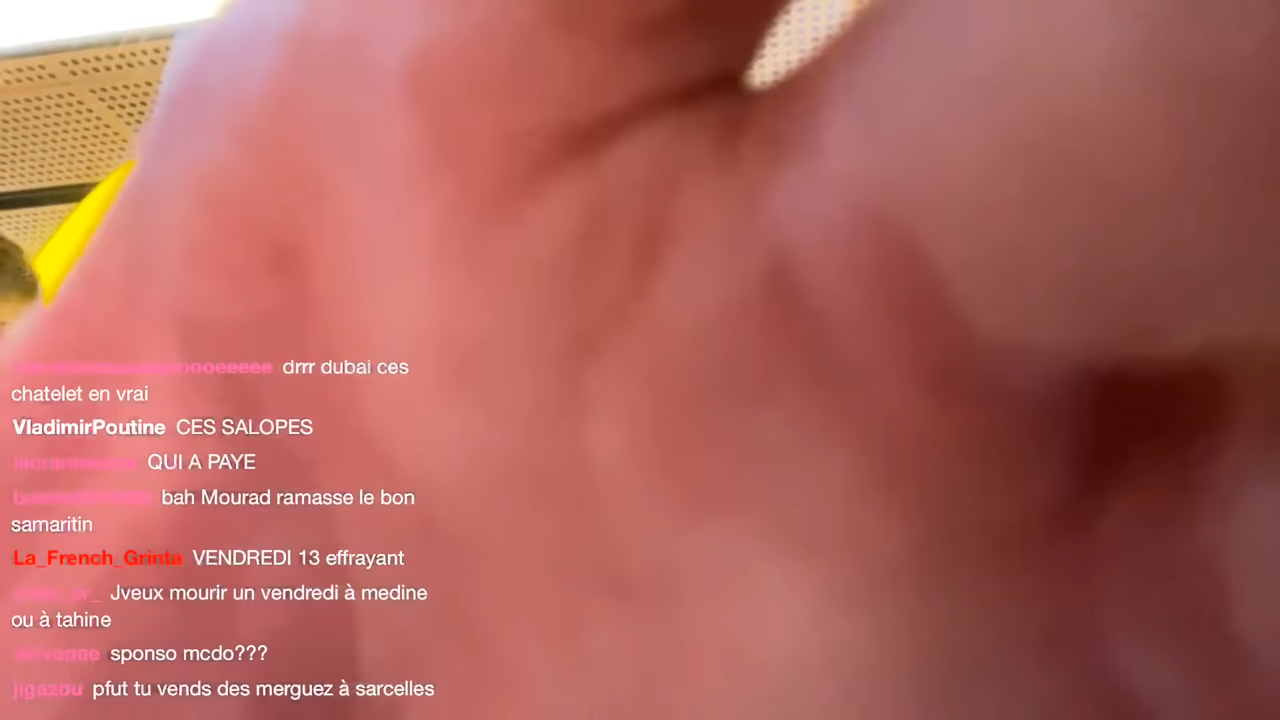 drrr dubai ces
chatelet en vrai
VladimirPoutine CES SALOPES
QUI A PAYE
bah Mourad ramasse le bon
samaritin
La_French_Grinta VENDREDI 13 effrayant
Jveux mourir un vendredi à medine
ou à tahine
sponso mcdo???
jigazou pfut tu vends des merguez à sarcelles